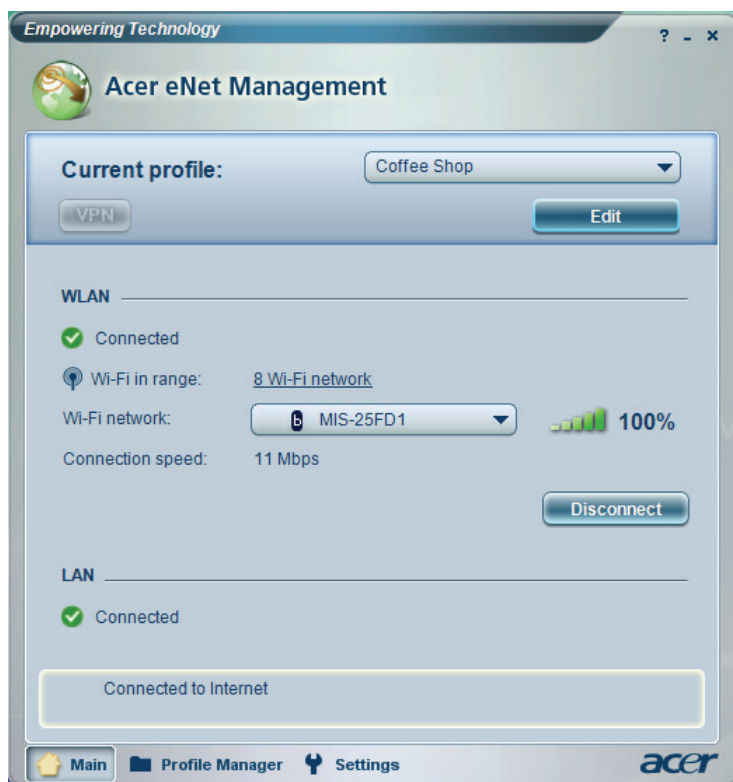 Empowering Technology
? - x
Acer eNet Management
Current profile:
Coffee Shop
VPN
Edit
WLAN
Connected
Wi-Fi in range:
8 Wi-Fi network
Wi-Fi network:
b MIS-25FD1
100%
Connection speed:
11 Mbps
Disconnect
LAN
Connected
Connected to Internet
Main
Profile Manager
Settings
acer